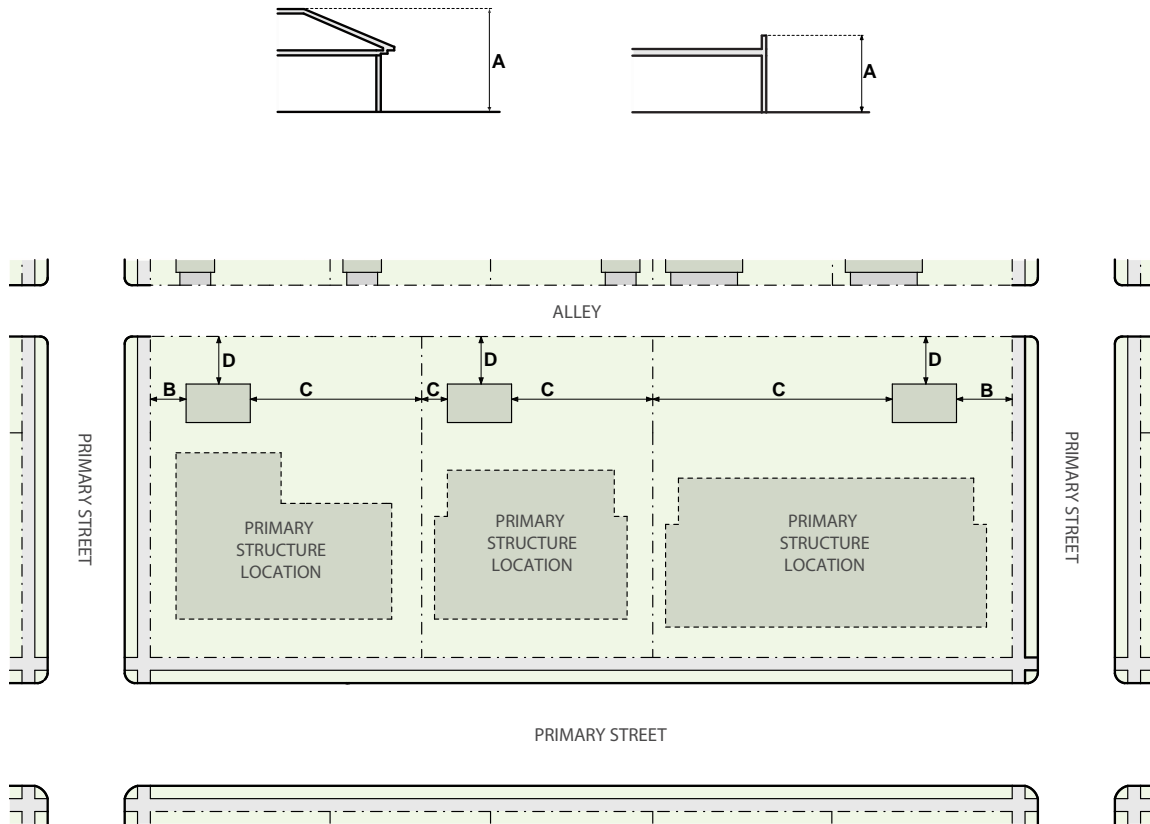 A
A
ALLEY
D
D
D
B
C
C
C
C
B
PRIMARY STREET
PRIMARY STREET
PRIMARY
STRUCTURE
LOCATION
PRIMARY
STRUCTURE
LOCATION
PRIMARY
STRUCTURE
LOCATION
PRIMARY STREET